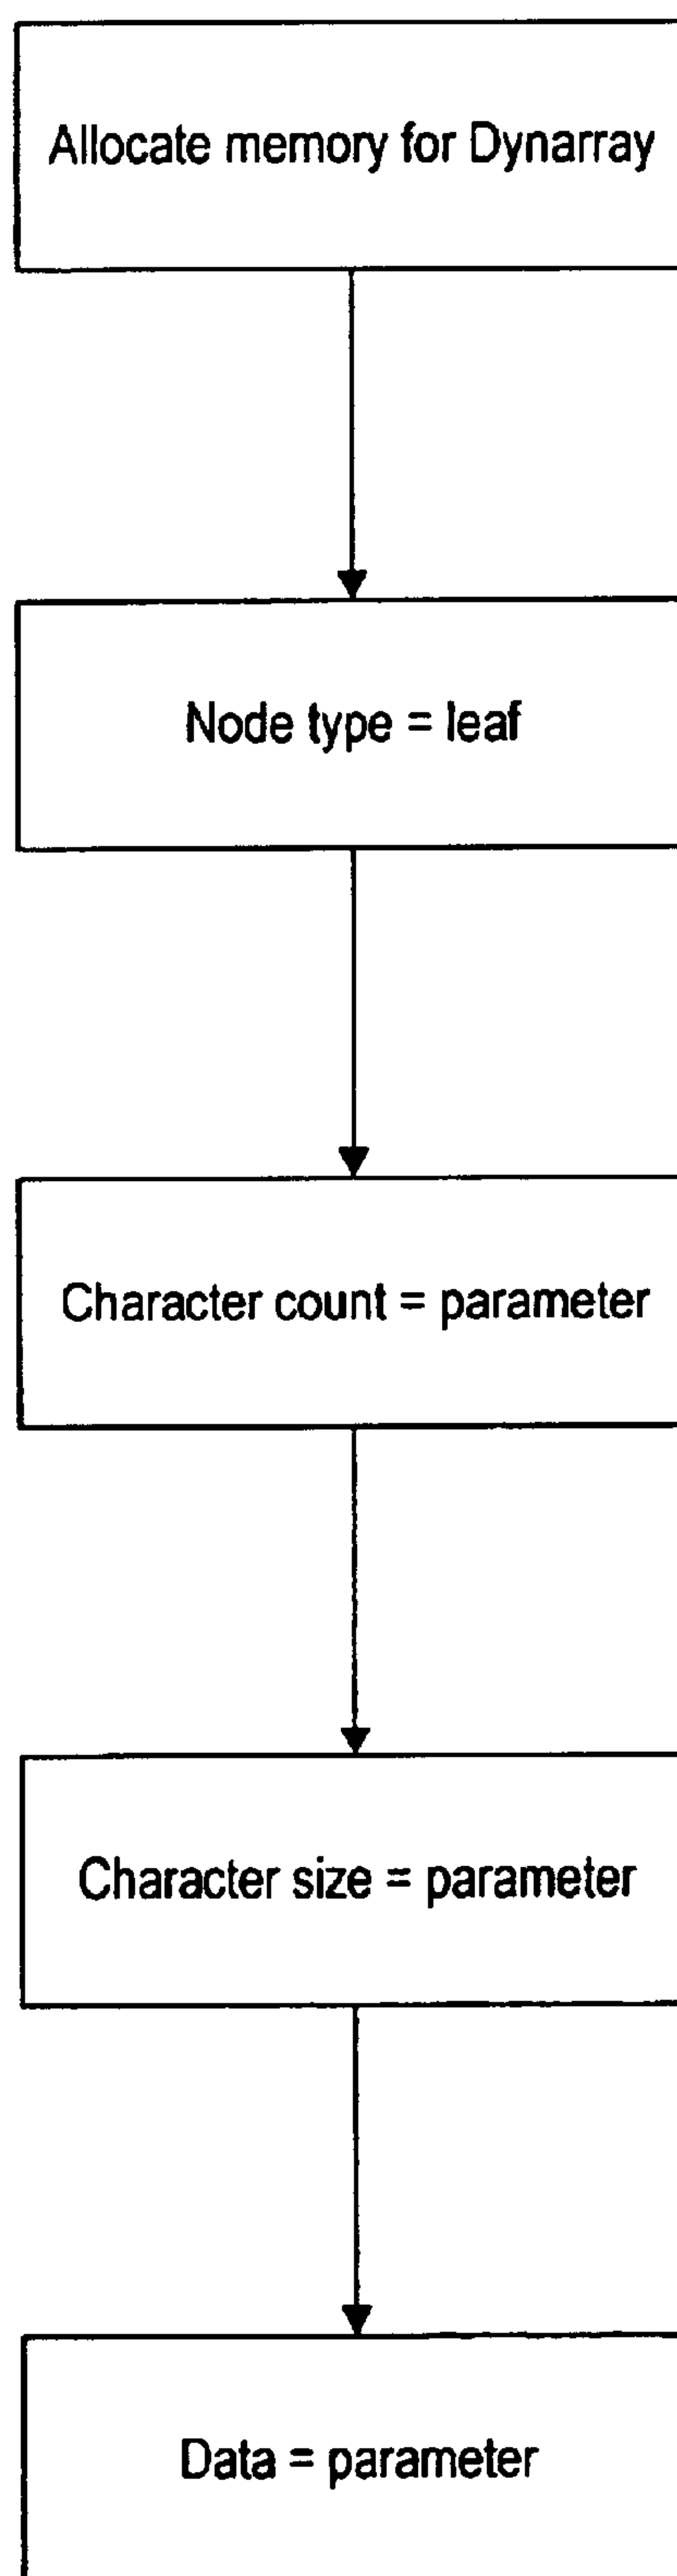 Allocate memory for Dynarray
Node type = leaf
Character count = parameter
Character size = parameter
Data = parameter